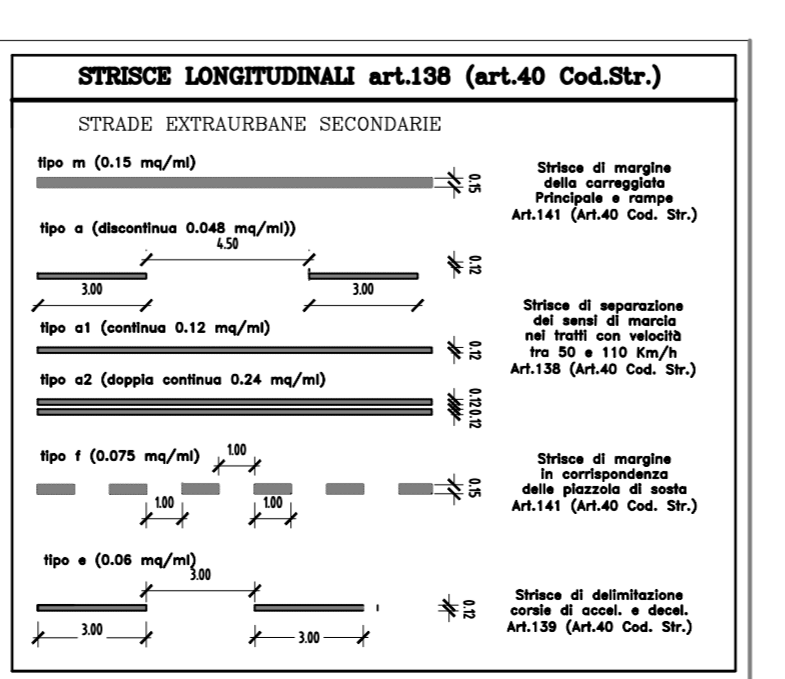 STRISCE LONGITUDINALI art.138 (art.40 Cod.Str.)
STRADE EXTRAURBANE SECONDARIE
tipo m (0.15 mq/ml)
0.15
Strisce di margine
della carreggiata
Principale e rampe
Art.141 (Art.40 Cod. Str.)
tipo a (discontinua 0.048 mq/ml))
4.50
0.12
3.00
3.00
tipo a1 (continua 0.12 mq/ml)
0.12
tipo a2 (doppia continua 0.24 mq/ml)
0.12
0.12
Strisce di separazione
dei sensi di marcia
nei tratti con velocità
tra 50 e 110 Km/h
Art.138 (Art.40 Cod. Str.)
tipo f (0.075 mq/ml)
1.00
0.15
1.00
1.00
Strisce di margine
in corrispondenza
delle piazzola di sosta
Art.141 (Art.40 Cod. Str.)
tipo e (0.06 mq/ml)
3.00
0.12
3.00
3.00
Strisce di delimitazione
corsie di accel. e decel.
Art.139 (Art.40 Cod. Str.)